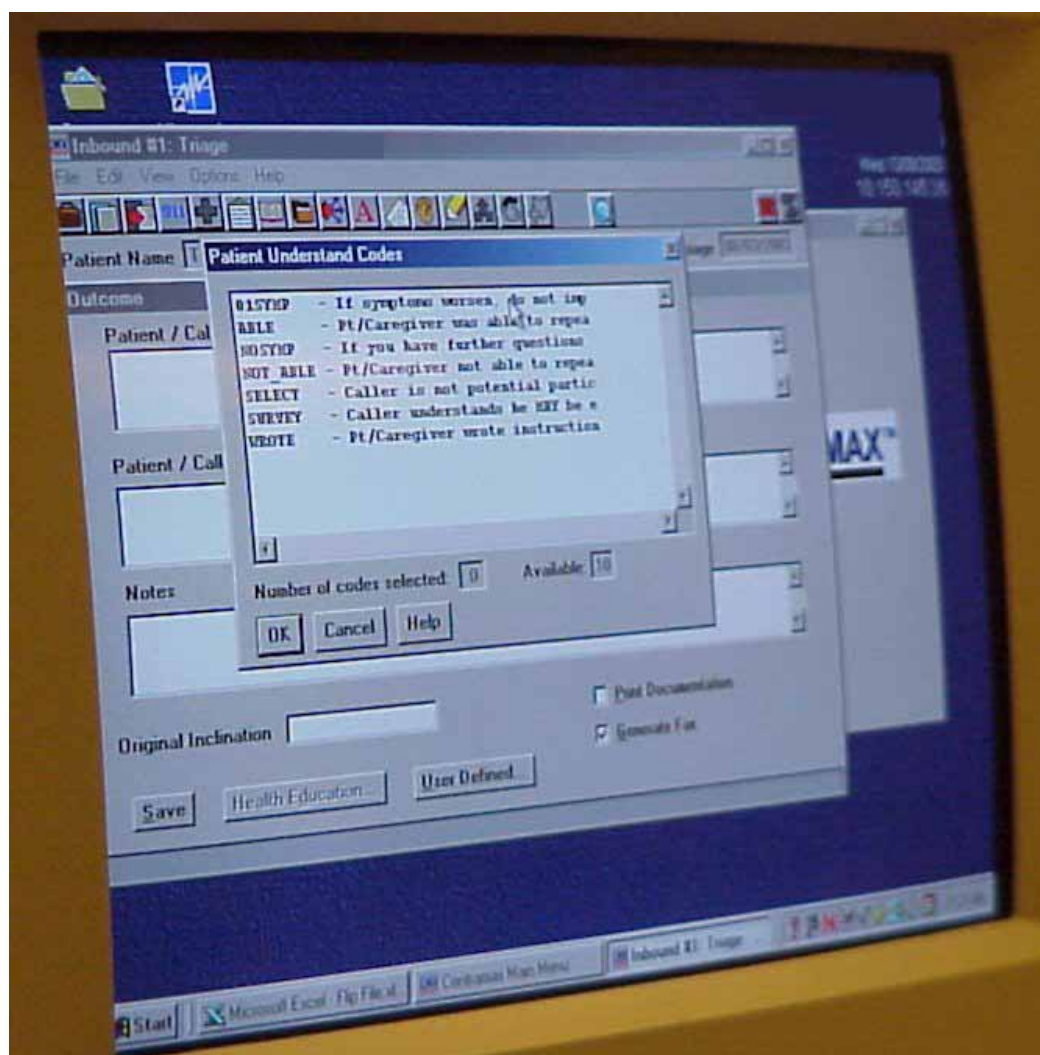 Inbound #1: Triage
File Edit View Options Help
Patient Name
Patient Understand Codes
Outcome
Patient / Cal
01SYMP - If symptoms worsen, do not imp
ABLE - Pt/Caregiver was able to repea
NOSYMP - If you have further questions
NOT_ABLE - Pt/Caregiver not able to repea
SELECT - Caller is not potential partic
SURVEY - Caller understands he MAY be e
WROTE - Pt/Caregiver wrote instruction
MAX™
Patient / Call
Number of codes selected: 0 Available: 10
Notes
OK Cancel Help
Print Documentation
Original Inclination
Generate Fax
Save Health Education... User Defined...
Start Microsoft Excel - Flip File.xl Centramax Main Menu Inbound #1: Triage